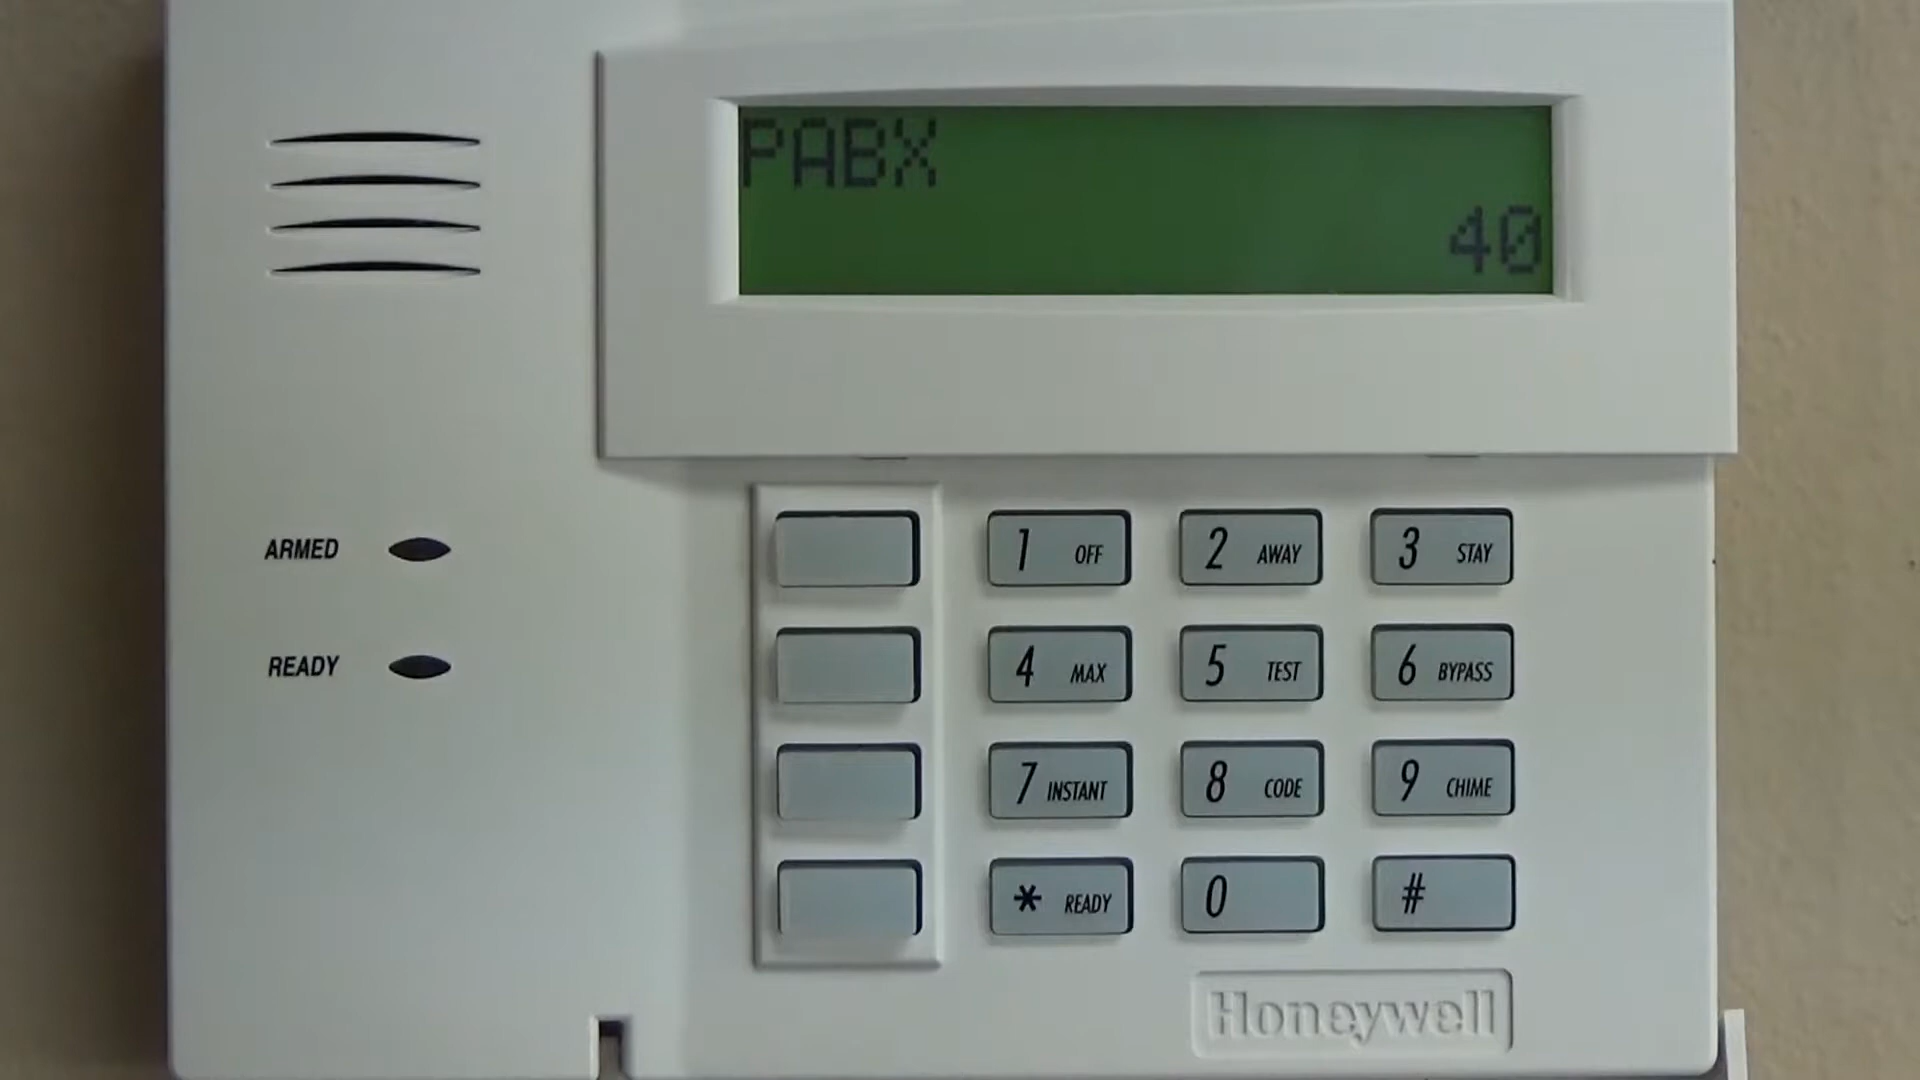 PABX
40
ARMED
READY
1 OFF
2 AWAY
3 STAY
4 MAX
5 TEST
6 BYPASS
7 INSTANT
8 CODE
9 CHIME
* READY
0
#
Honeywell